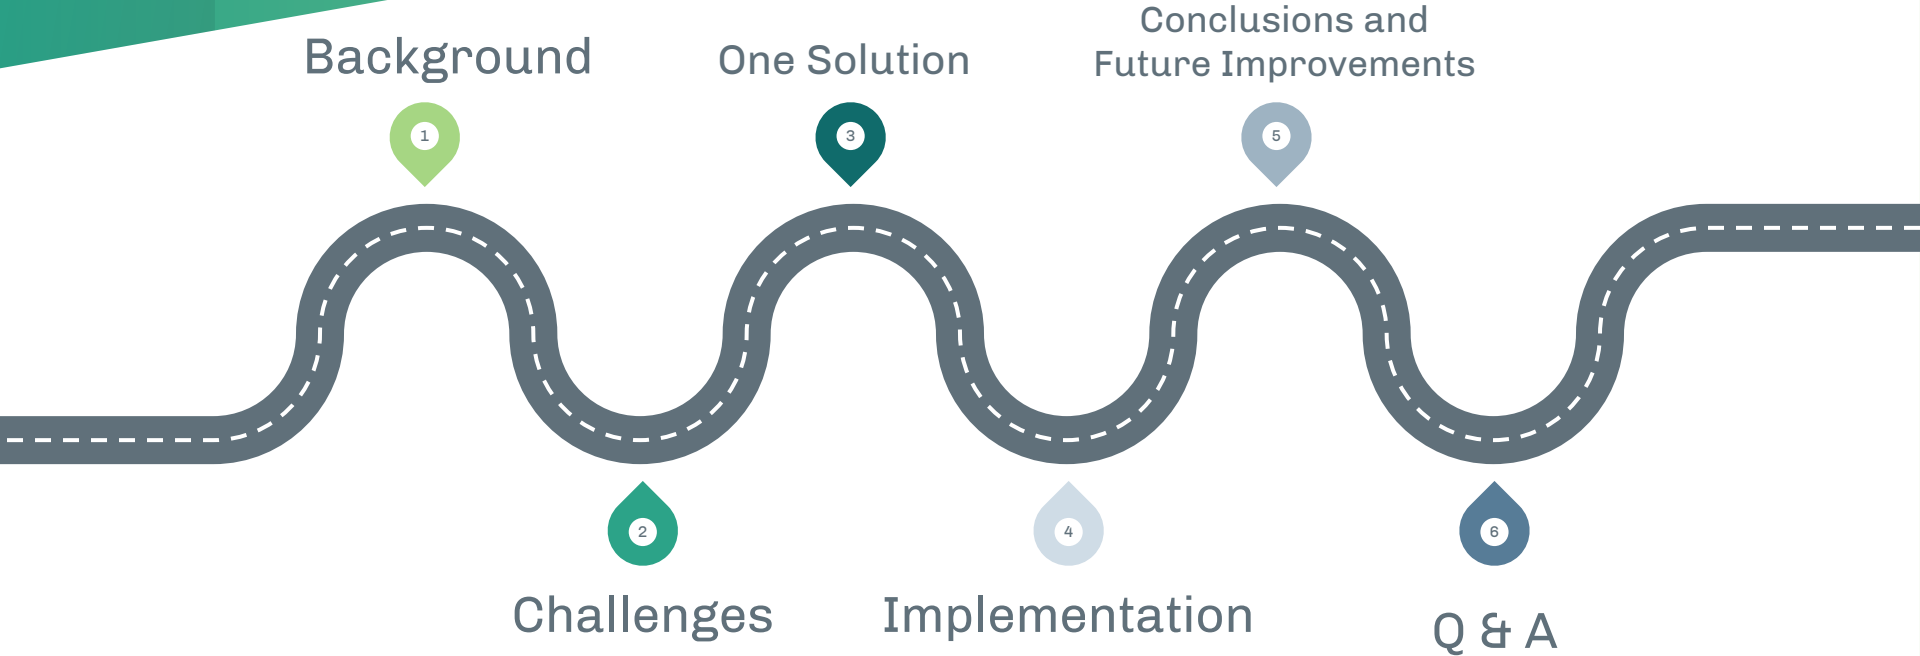 Background
1
Challenges
2
One Solution
3
Implementation
4
Conclusions and
Future Improvements
5
Q & A
6